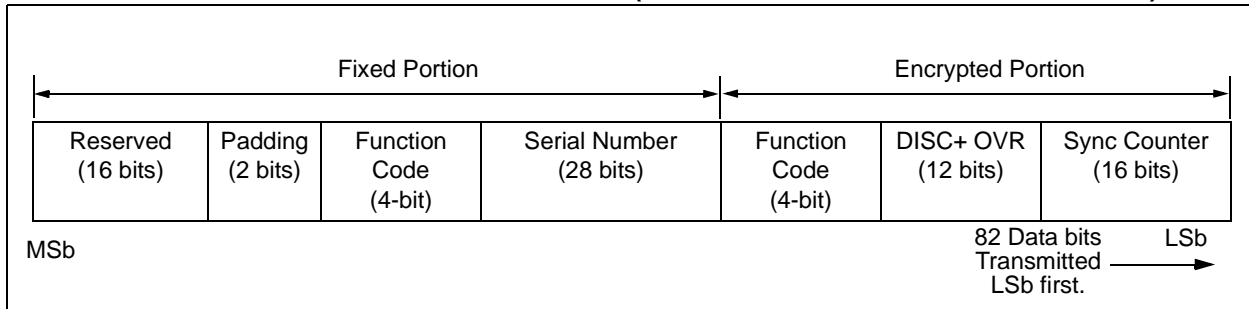 Fixed Portion
Encrypted Portion
Reserved
(16 bits)
Padding
(2 bits)
Function
Code
(4-bit)
Serial Number
(28 bits)
Function
Code
(4-bit)
DISC+ OVR
(12 bits)
Sync Counter
(16 bits)
MSb
82 Data bits
Transmitted
LSb first.
LSb